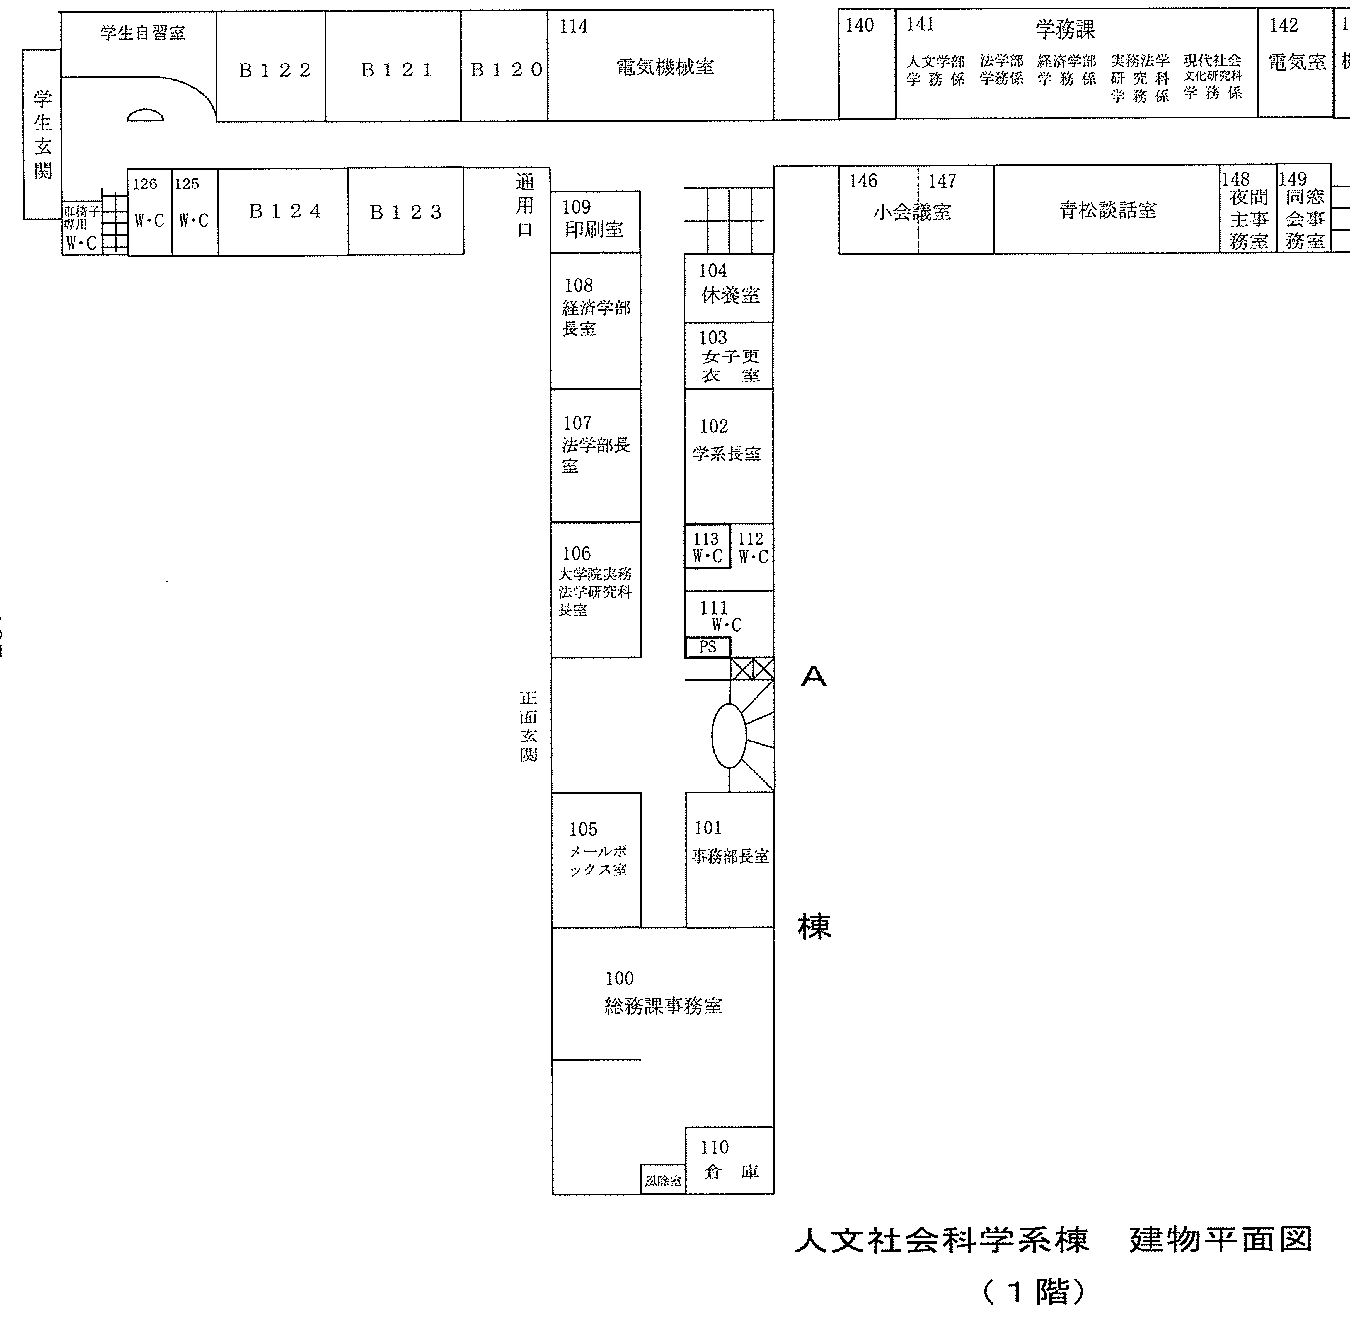 学生自習室
B122
B121
B120
114
電気機械室
140
141
学務課
人文学部
学務係
法学部
学務係
経済学部
学務係
実務法学
研究科
学務係
現代社会
文化研究科
学務係
142
電気室
学生玄関
専用
W・C
126
W・C
125
W・C
B124
B123
通用口
109
印刷室
146
147
小会議室
青松談話室
148
夜間
主事
務室
149
同窓
会事
務室
108
経済学部
長室
104
休養室
103
女子更
衣室
107
法学部長
室
102
学系長室
106
大学院実務
法学研究科
長室
113
W・C
112
W・C
111
W・C
PS
A
正面玄関
105
メールボ
ックス室
101
事務部長室
棟
100
総務課事務室
110
倉庫
風除室
人文社会科学系棟 建物平面図
(1階)